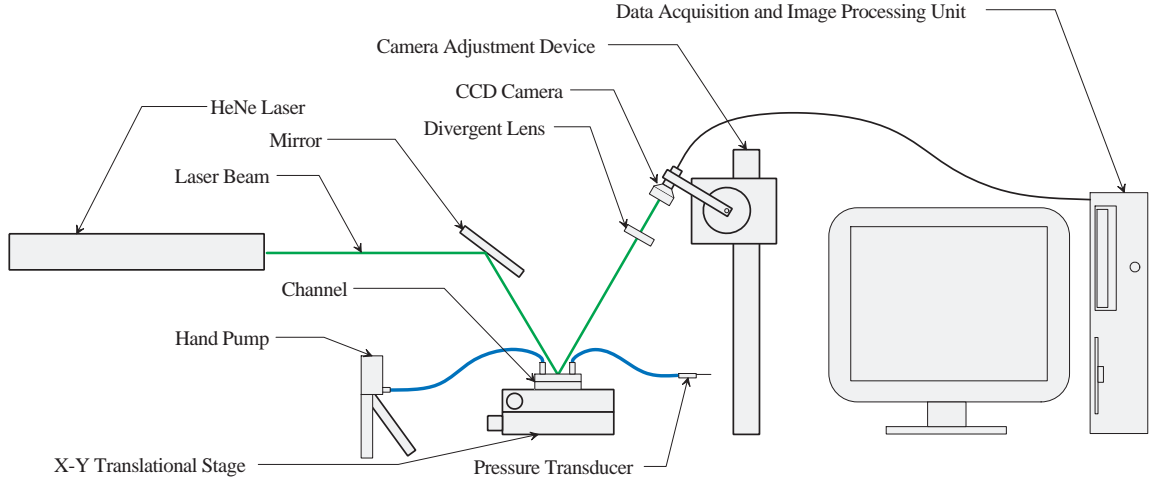 Data Acquisition and Image Processing Unit
Camera Adjustment Device
CCD Camera
HeNe Laser
Divergent Lens
Mirror
Laser Beam
Channel
Hand Pump
X-Y Translational Stage
Pressure Transducer